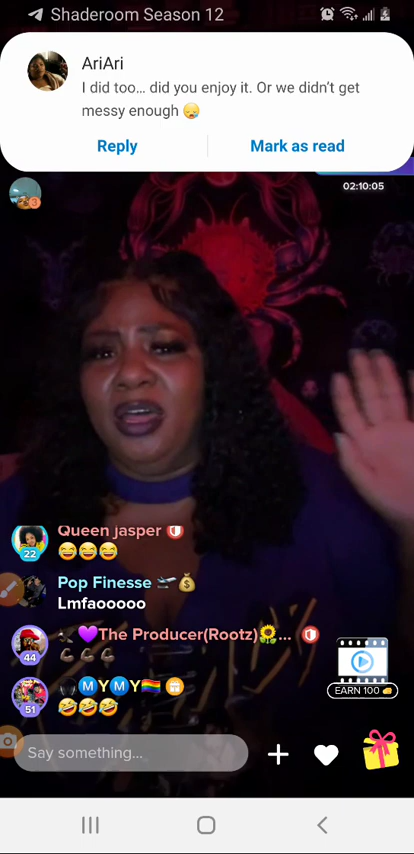 Shaderoom Season 12
AriAri
I did too... did you enjoy it. Or we didn't get
messy enough 😪
Reply
Mark as read
3
02:10:05
Queen jasper
22
😂😂😂
Pop Finesse 🛫💰
Lmfaooooo
💜The Producer(Rootz)🌻...
44
💪🏿💪🏿💪🏿
ⓂYⓂY🏳️‍🌈
51
🤣🤣🤣
EARN 100
Say something...